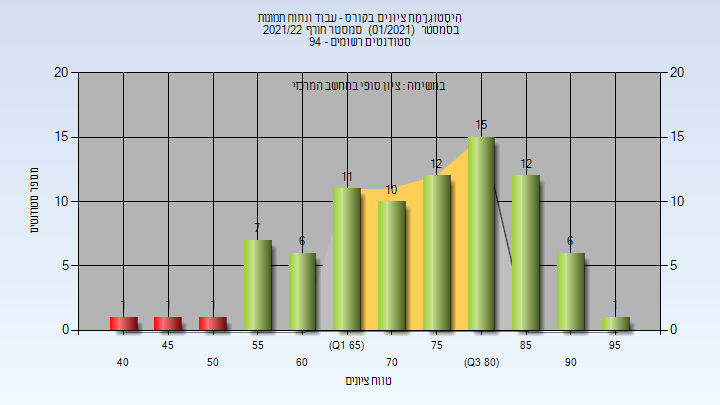 היסטוגרמת ציונים בקורס - עבוד ונתוח תמונות
בסמסטר (01/2021) סמסטר חורף 2021/22
סטודנטים רשומים - 94
במשימה : ציון סופי במחשב המרכזי
מספר סטודנטים
20 20
15 15
10 10
5 5
0 0
1 1 1 7 6 11 10 12 15 12 6 1
45 55 (Q1 65) 75 85 95
40 50 60 70 (Q3 80) 90
טווח ציונים